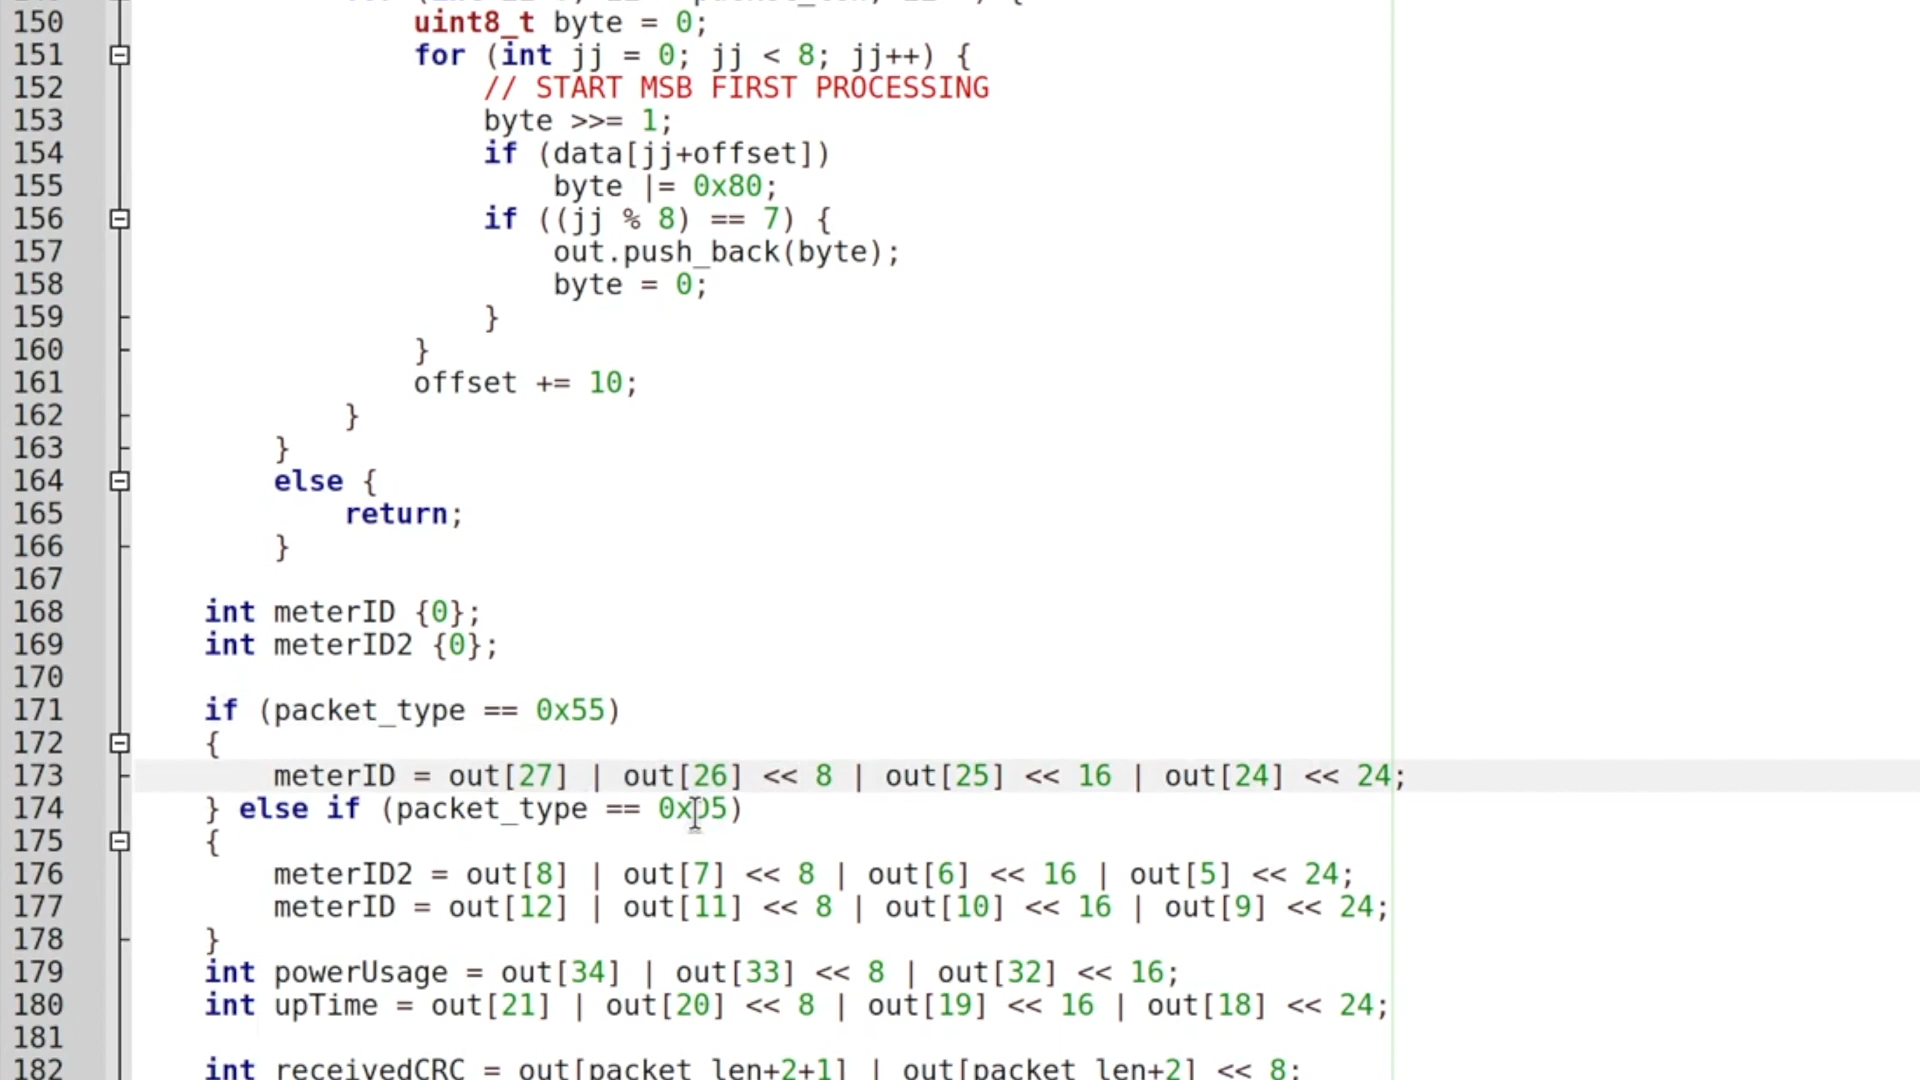 150 uint8_t byte = 0;
151 for (int jj = 0; jj < 8; jj++) {
152 // START MSB FIRST PROCESSING
153 byte >>= 1;
154 if (data[jj+offset])
155 byte |= 0x80;
156 if ((jj % 8) == 7) {
157 out.push_back(byte);
158 byte = 0;
159 }
160 }
161 offset += 10;
162 }
163 }
164 else {
165 return;
166 }
167
168 int meterID {0};
169 int meterID2 {0};
170
171 if (packet_type == 0x55)
172 {
173 meterID = out[27] | out[26] << 8 | out[25] << 16 | out[24] << 24;
174 } else if (packet_type == 
175 {
176 meterID2 = out[8] | out[7] << 8 | out[6] << 16 | out[5] << 24;
177 meterID = out[12] | out[11] << 8 | out[10] << 16 | out[9] << 24;
178 }
179 int powerUsage = out[34] | out[33] << 8 | out[32] << 16;
180 int upTime = out[21] | out[20] << 8 | out[19] << 16 | out[18] << 24;
181
182 int receivedCRC = out[packet_len+2+1] | out[packet_len+2] << 8;